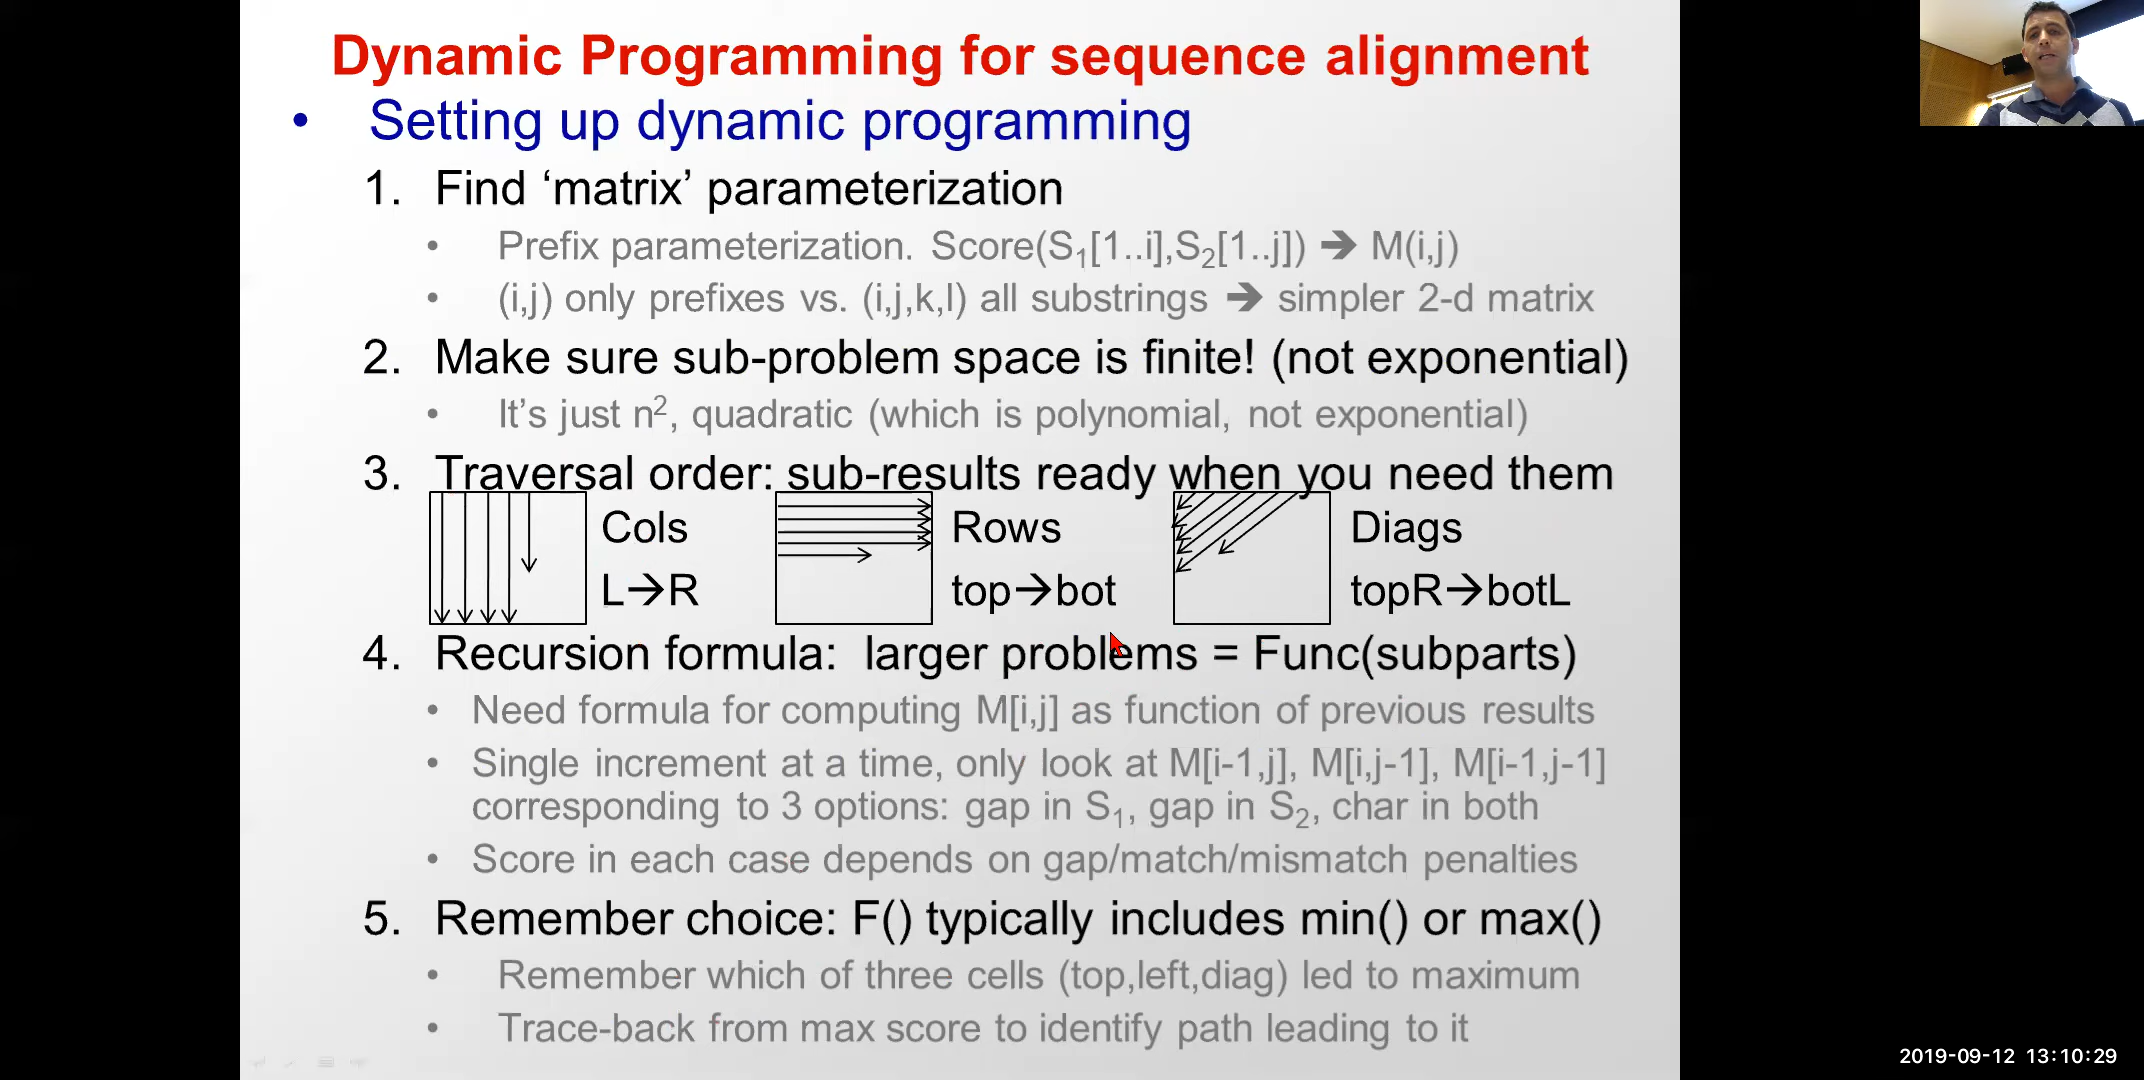 Dynamic Programming for sequence alignment
• Setting up dynamic programming
1. Find ‘matrix’ parameterization
• Prefix parameterization. Score(S₁[1..i],S₂[1..j]) ➔ M(i,j)
• (i,j) only prefixes vs. (i,j,k,l) all substrings ➔ simpler 2-d matrix
2. Make sure sub-problem space is finite! (not exponential)
• It’s just n², quadratic (which is polynomial, not exponential)
3. Traversal order: sub-results ready when you need them
Cols
L→R
Rows
top→bot
Diags
topR→botL
4. Recursion formula: larger problems = Func(subparts)
• Need formula for computing M[i,j] as function of previous results
• Single increment at a time, only look at M[i-1,j], M[i,j-1], M[i-1,j-1]
corresponding to 3 options: gap in S₁, gap in S₂, char in both
• Score in each case depends on gap/match/mismatch penalties
5. Remember choice: F() typically includes min() or max()
• Remember which of three cells (top,left,diag) led to maximum
• Trace-back from max score to identify path leading to it
2019-09-12 13:10:29